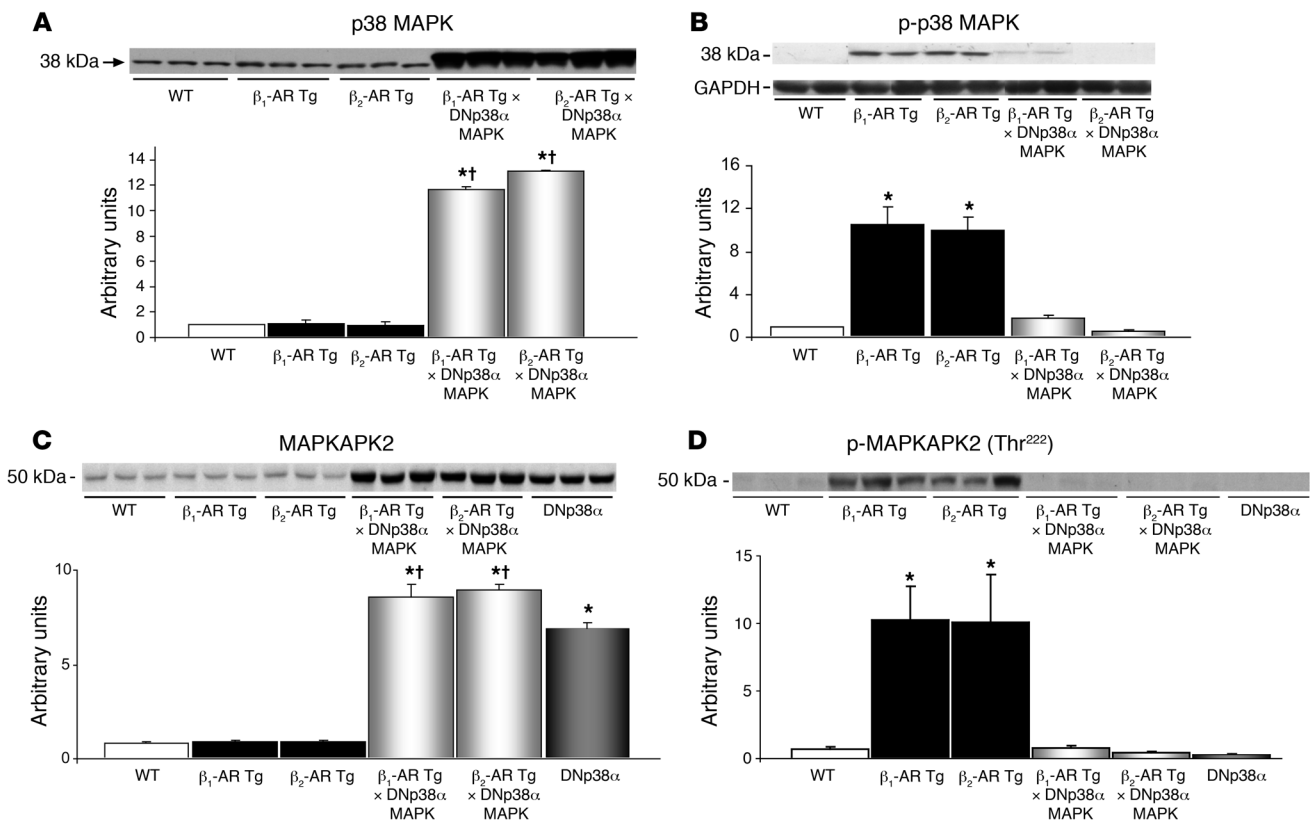 A
p38 MAPK
38 kDa
WT
β1-AR Tg
β2-AR Tg
β1-AR Tg ×
DNp38α
MAPK
β2-AR Tg ×
DNp38α
MAPK
Arbitrary units
14
12
10
8
6
4
2
0
*†
*†
WT
β1-AR Tg
β2-AR Tg
β1-AR Tg
× DNp38α
MAPK
β2-AR Tg
× DNp38α
MAPK
B
p-p38 MAPK
38 kDa
GAPDH
WT
β1-AR Tg
β2-AR Tg
β1-AR Tg
× DNp38α
MAPK
β2-AR Tg
× DNp38α
MAPK
Arbitrary units
16
12
8
4
0
*
*
WT
β1-AR Tg
β2-AR Tg
β1-AR Tg
× DNp38α
MAPK
β2-AR Tg
× DNp38α
MAPK
C
MAPKAPK2
50 kDa
WT
β1-AR Tg
β2-AR Tg
β1-AR Tg
× DNp38α
MAPK
β2-AR Tg
× DNp38α
MAPK
DNp38α
Arbitrary units
10
5
0
*†
*†
*
WT
β1-AR Tg
β2-AR Tg
β1-AR Tg
× DNp38α
MAPK
β2-AR Tg
× DNp38α
MAPK
DNp38α
D
p-MAPKAPK2 (Thr222)
50 kDa
WT
β1-AR Tg
β2-AR Tg
β1-AR Tg
× DNp38α
MAPK
β2-AR Tg
× DNp38α
MAPK
DNp38α
Arbitrary units
15
10
5
0
*
*
WT
β1-AR Tg
β2-AR Tg
β1-AR Tg
× DNp38α
MAPK
β2-AR Tg
× DNp38α
MAPK
DNp38α